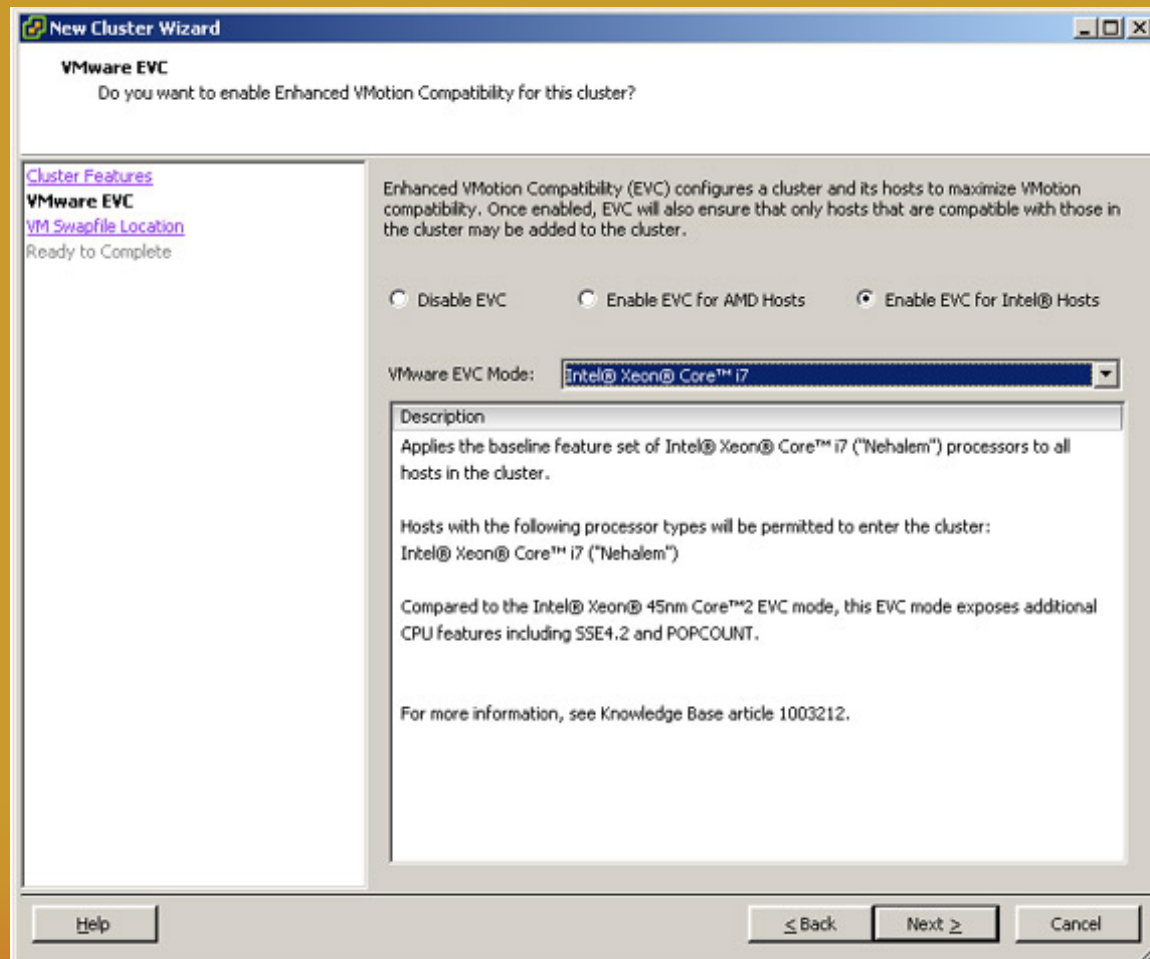 New Cluster Wizard
VMware EVC
Do you want to enable Enhanced VMotion Compatibility for this cluster?
Cluster Features
VMware EVC
VM Swapfile Location
Ready to Complete
Enhanced VMotion Compatibility (EVC) configures a cluster and its hosts to maximize VMotion
compatibility. Once enabled, EVC will also ensure that only hosts that are compatible with those in
the cluster may be added to the cluster.
Disable EVC Enable EVC for AMD Hosts Enable EVC for Intel® Hosts
VMware EVC Mode: Intel® Xeon® Core™ i7
Description
Applies the baseline feature set of Intel® Xeon® Core™ i7 ("Nehalem") processors to all
hosts in the cluster.
Hosts with the following processor types will be permitted to enter the cluster:
Intel® Xeon® Core™ i7 ("Nehalem")
Compared to the Intel® Xeon® 45nm Core™2 EVC mode, this EVC mode exposes additional
CPU features including SSE4.2 and POPCOUNT.
For more information, see Knowledge Base article 1003212.
Help < Back Next > Cancel